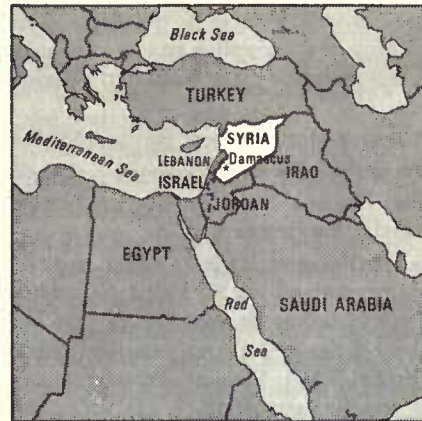 Black Sea
TURKEY
SYRIA
Mediterranean Sea
LEBANON
Damascus
ISRAEL
IRAQ
JORDAN
EGYPT
SAUDI ARABIA
Red
Sea